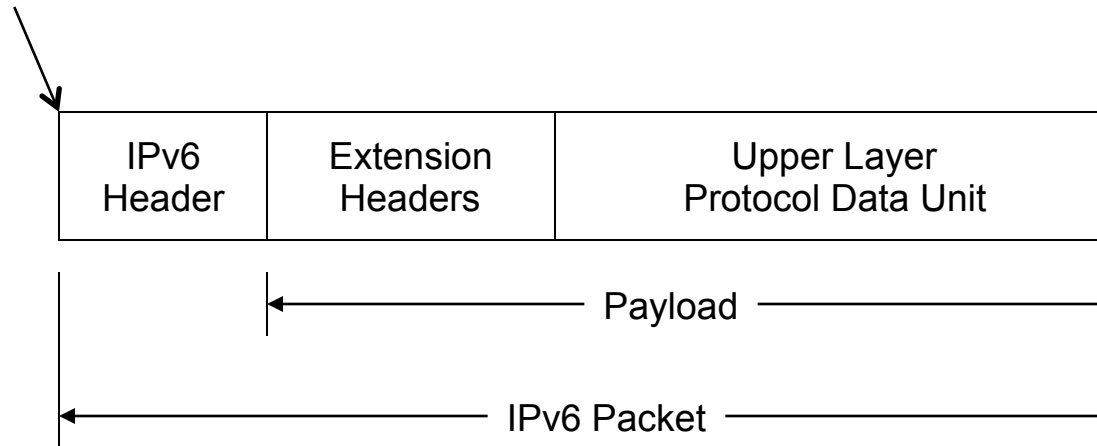 IPv6
Header
Extension
Headers
Upper Layer
Protocol Data Unit
Payload
IPv6 Packet